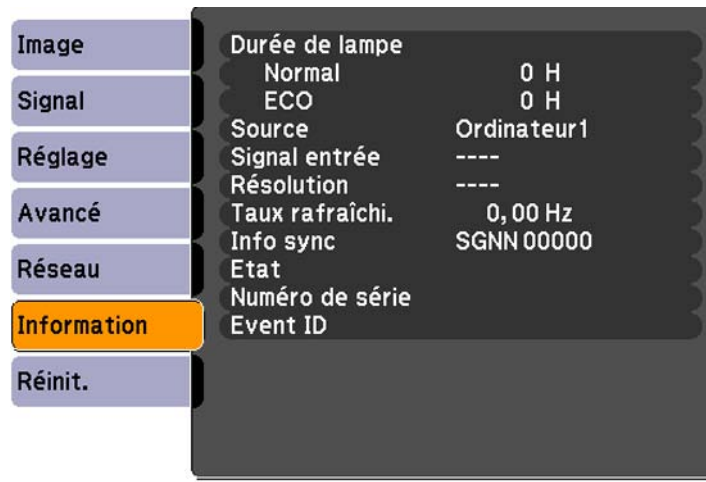 Image
Signal
Réglage
Avancé
Réseau
Information
Réinit.
Durée de lampe
Normal 0 H
ECO 0 H
Source Ordinateur1
Signal entrée ----
Résolution ----
Taux rafraîchi. 0,00 Hz
Info sync SGNN 00000
Etat
Numéro de série
Event ID